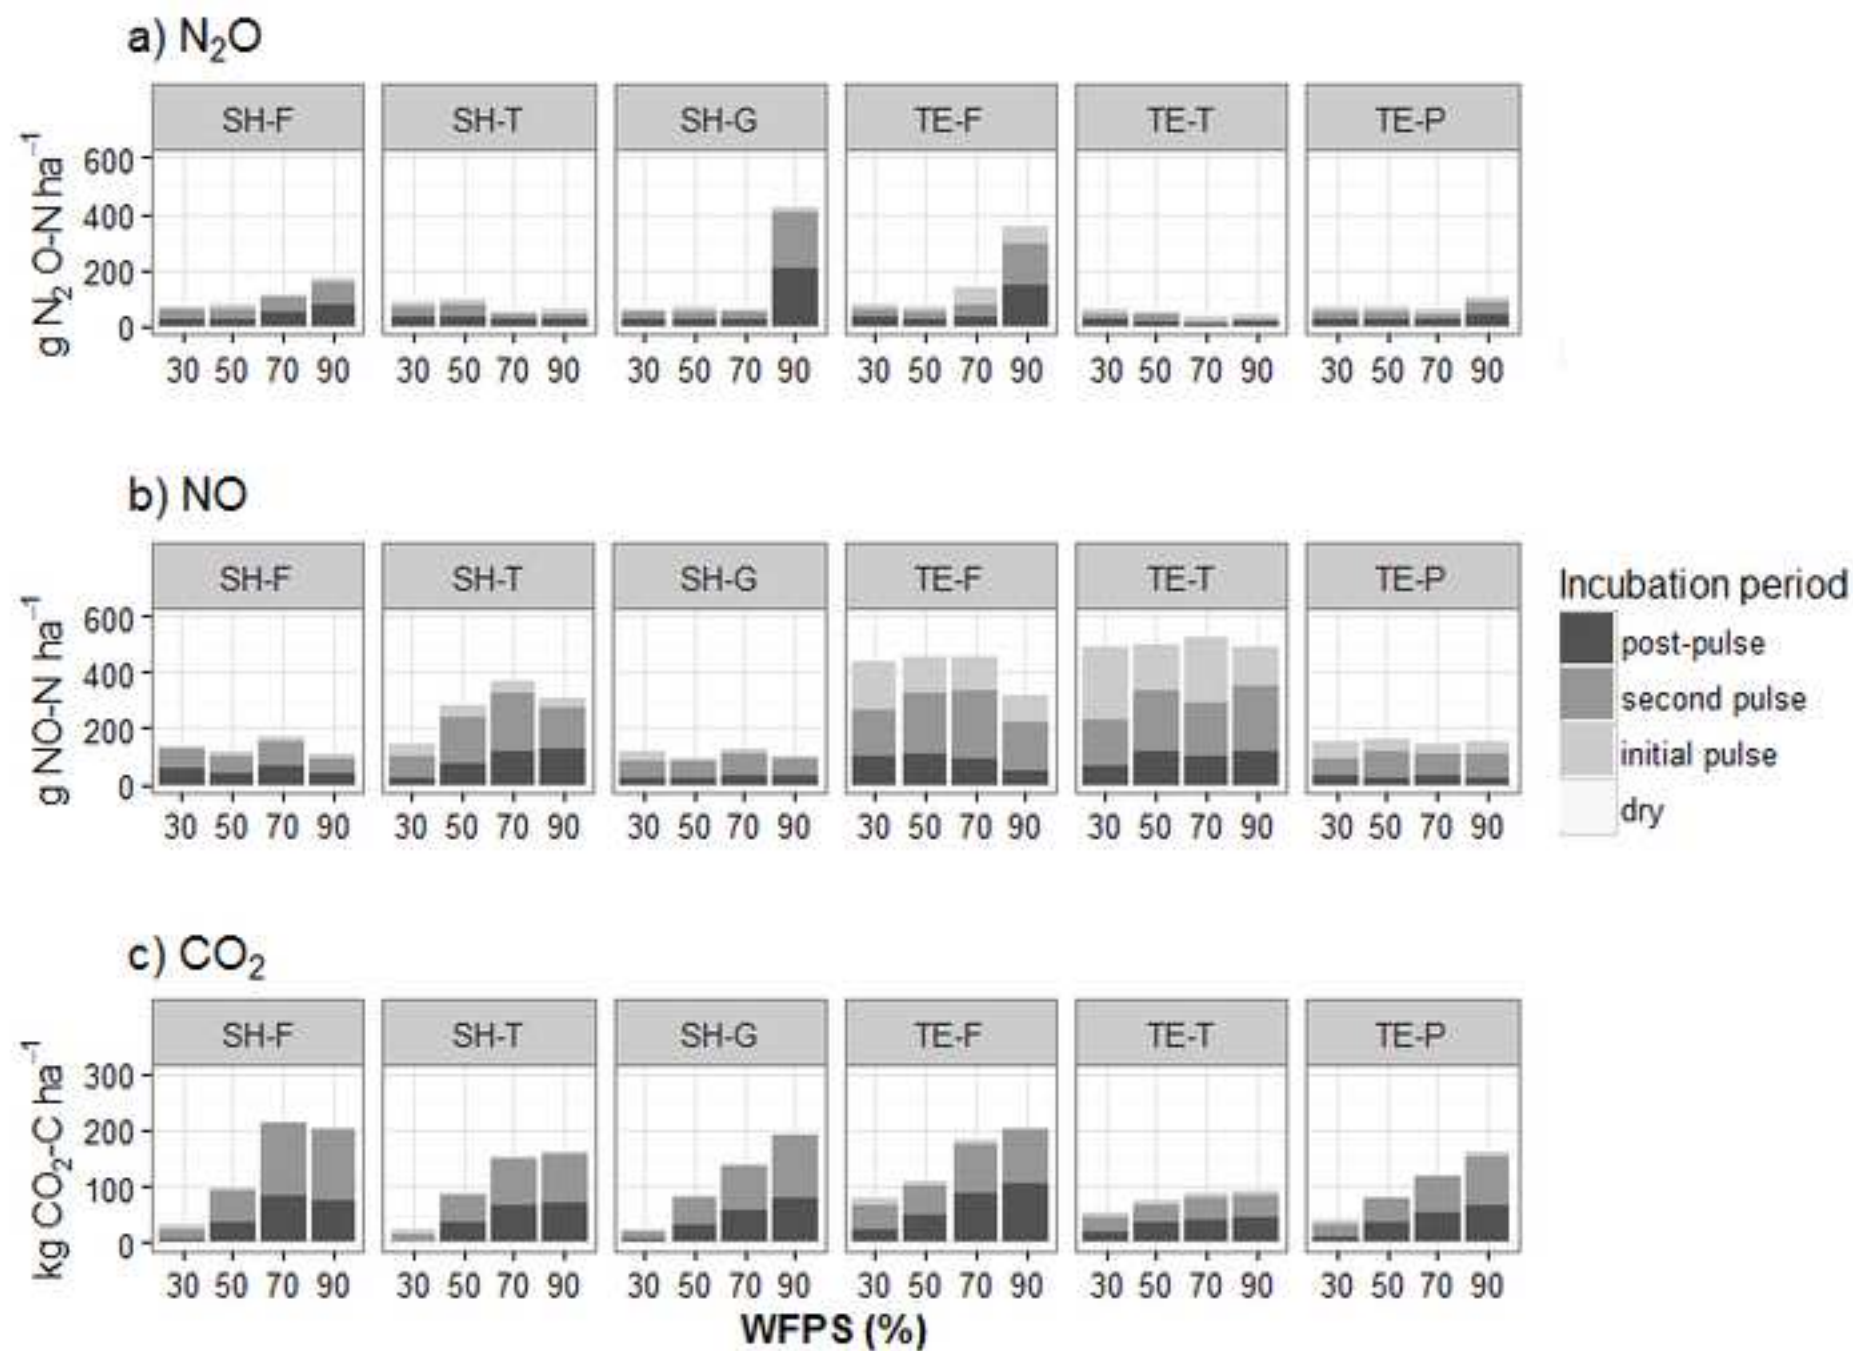 a) N₂O
SH-F SH-T SH-G TE-F TE-T TE-P
g N₂ O-N ha⁻¹
600
400
200
0
30 50 70 90 30 50 70 90 30 50 70 90 30 50 70 90 30 50 70 90 30 50 70 90
b) NO
SH-F SH-T SH-G TE-F TE-T TE-P
g NO-N ha⁻¹
600
400
200
0
30 50 70 90 30 50 70 90 30 50 70 90 30 50 70 90 30 50 70 90 30 50 70 90
Incubation period
post-pulse
second pulse
initial pulse
dry
c) CO₂
SH-F SH-T SH-G TE-F TE-T TE-P
kg CO₂-C ha⁻¹
300
200
100
0
30 50 70 90 30 50 70 90 30 50 70 90 30 50 70 90 30 50 70 90 30 50 70 90
WFPS (%)